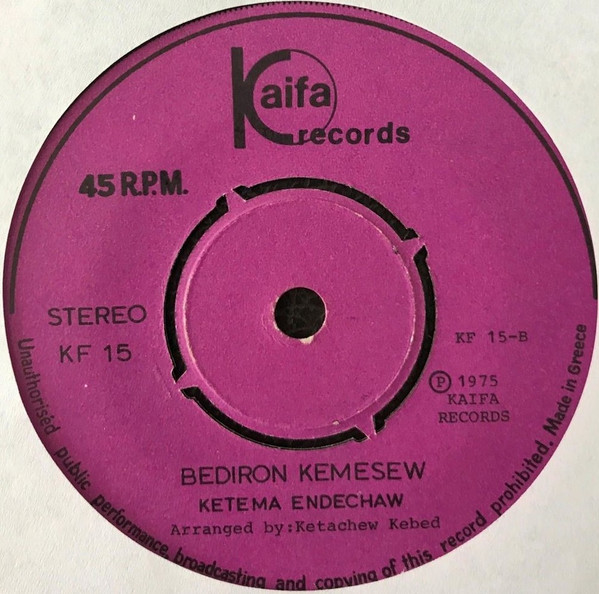 Kaifa
records
45 R.P.M.
STEREO
KF 15
KF 15-B
Ⓟ 1975
KAIFA
RECORDS
BEDIRON KEMESEW
KETEMA ENDECHAW
Arranged by:Ketachew Kebed
Unauthorised public performance, broadcasting and copying of this record prohibited. Made in Greece